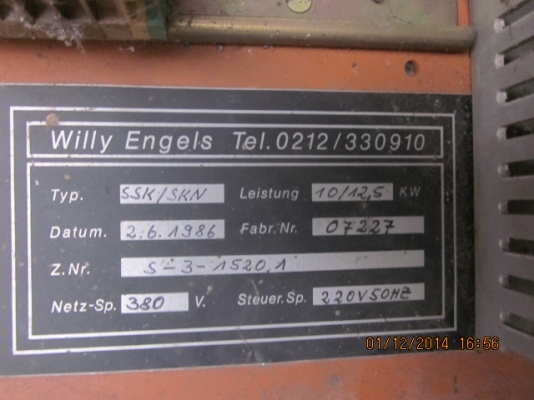 Willy Engels Tel. 0212/330910
Typ. SSK/SKN Leistung 10/12,5 KW
Datum. 2.6.1986 Fabr. Nr. 07227
Z.Nr. S-3-1520,1
Netz-Sp. 380 V. Steuer.Sp. 220V50HZ
01/12/2014 16:56